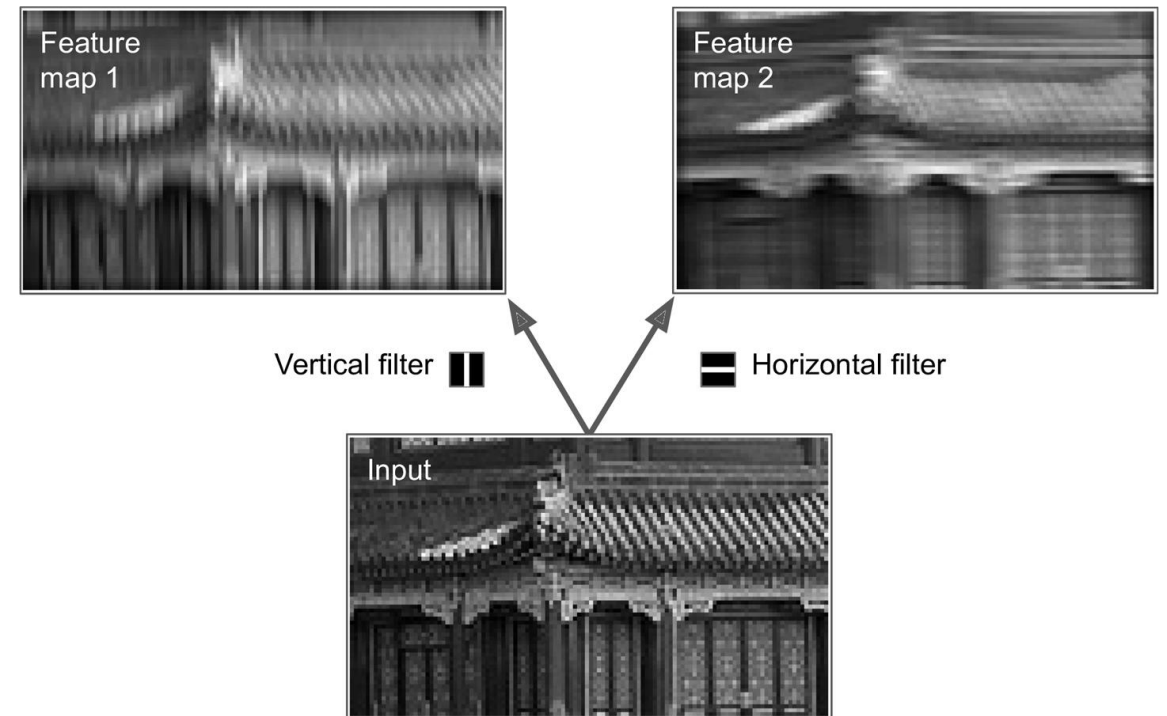 Feature
map 1
Feature
map 2
Vertical filter
Horizontal filter
Input